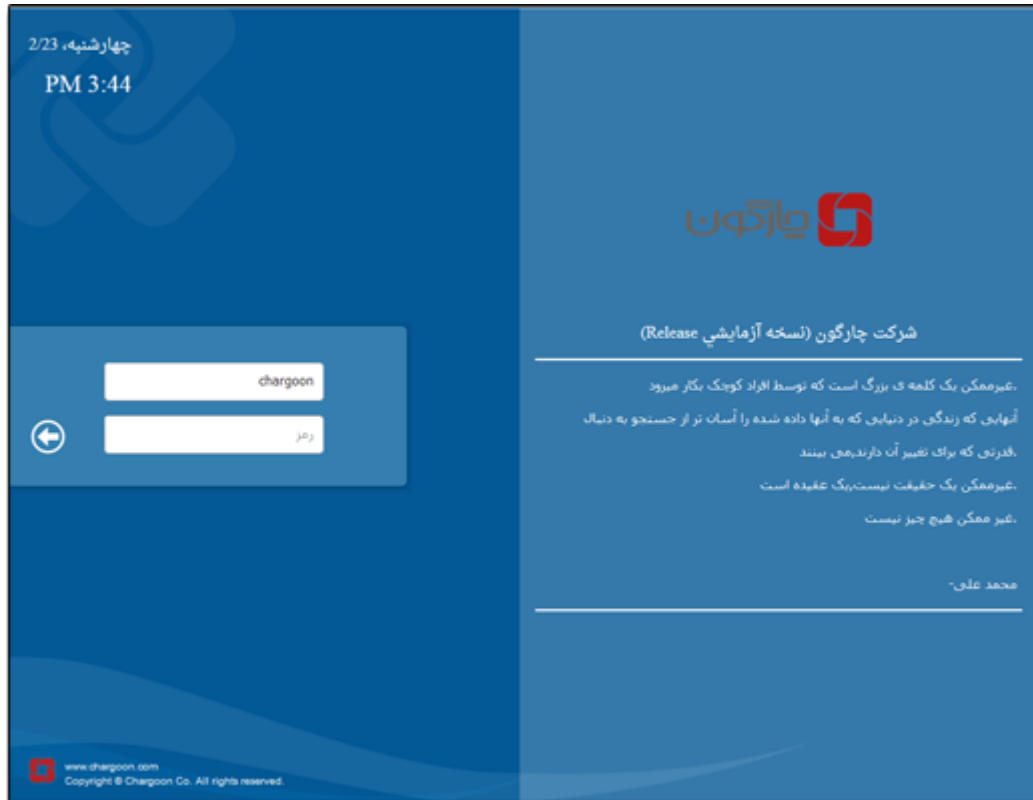 چهارشنبه، 2/23
PM 3:44
چارگون
شرکت چارگون (نسخه آزمایشي Release)
.غیرممکن یک کلمه ی بزرگ است که توسط افراد کوچک بکار میرود
آنهایی که زندگی در دنیایی که به آنها داده شده را آسان تر از جستجو به دنبال
.قدرتی که برای تغییر آن دارند,می بینند
.غیرممکن یک حقیقت نیست,یک عقیده است
.غیر ممکن هیچ چیز نیست
محمد علی-
chargoon
رمز
www.chargoon.com
Copyright © Chargoon Co. All rights reserved.